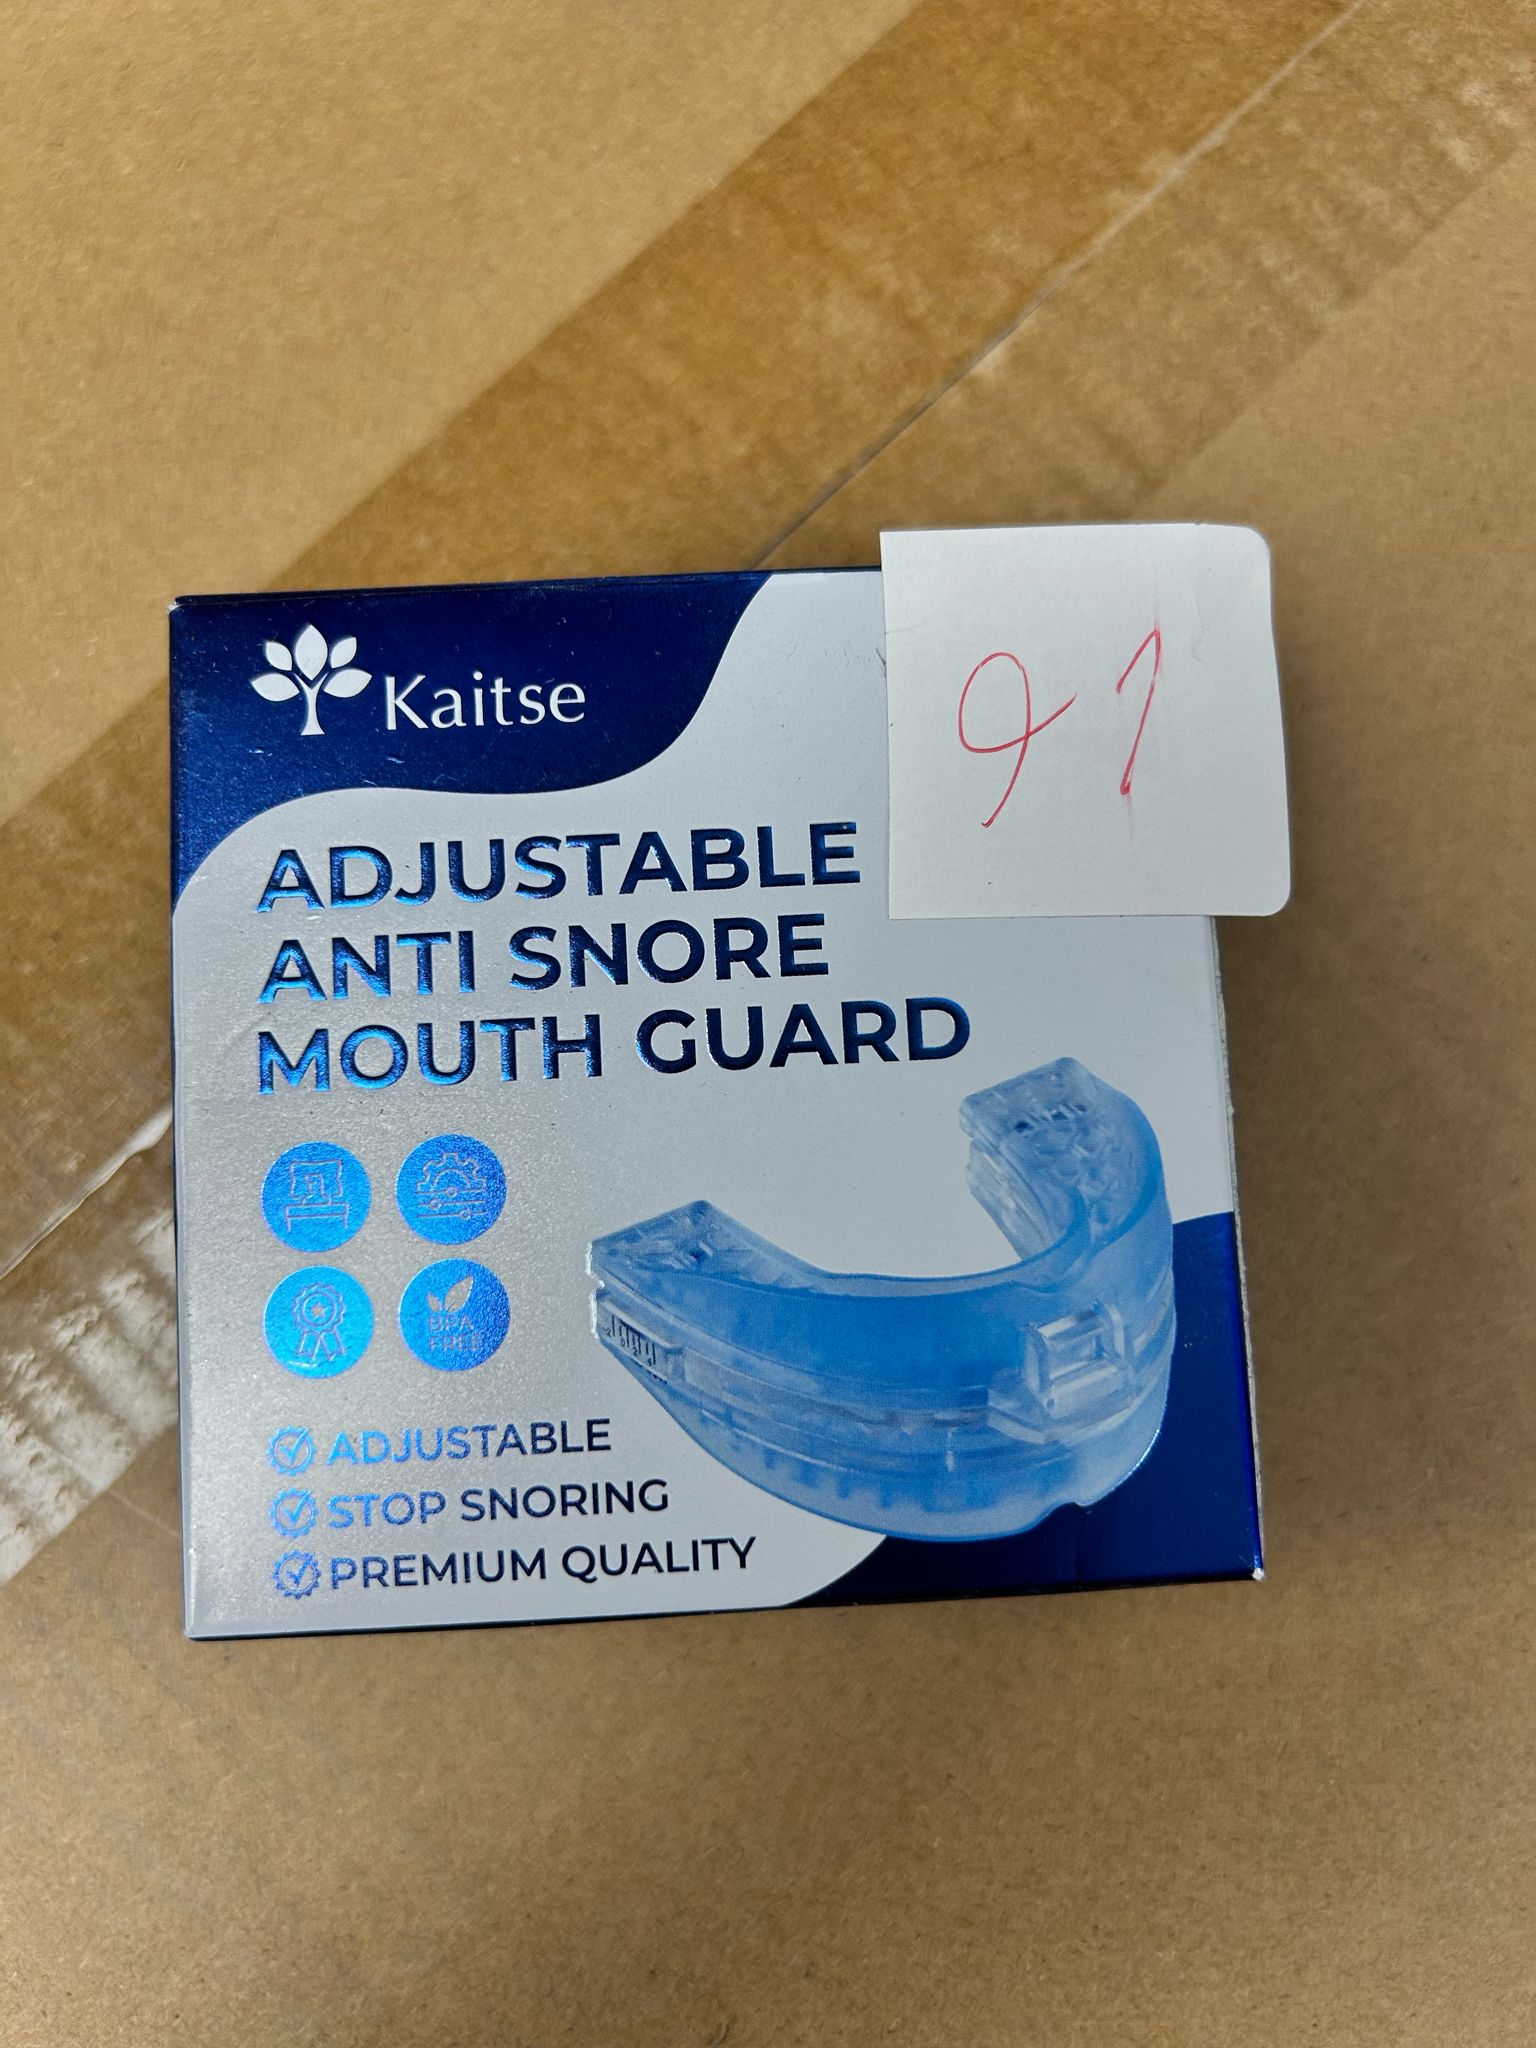 Kaitse
91
ADJUSTABLE
ANTI SNORE
MOUTH GUARD
BPA
FREE
ADJUSTABLE
STOP SNORING
PREMIUM QUALITY